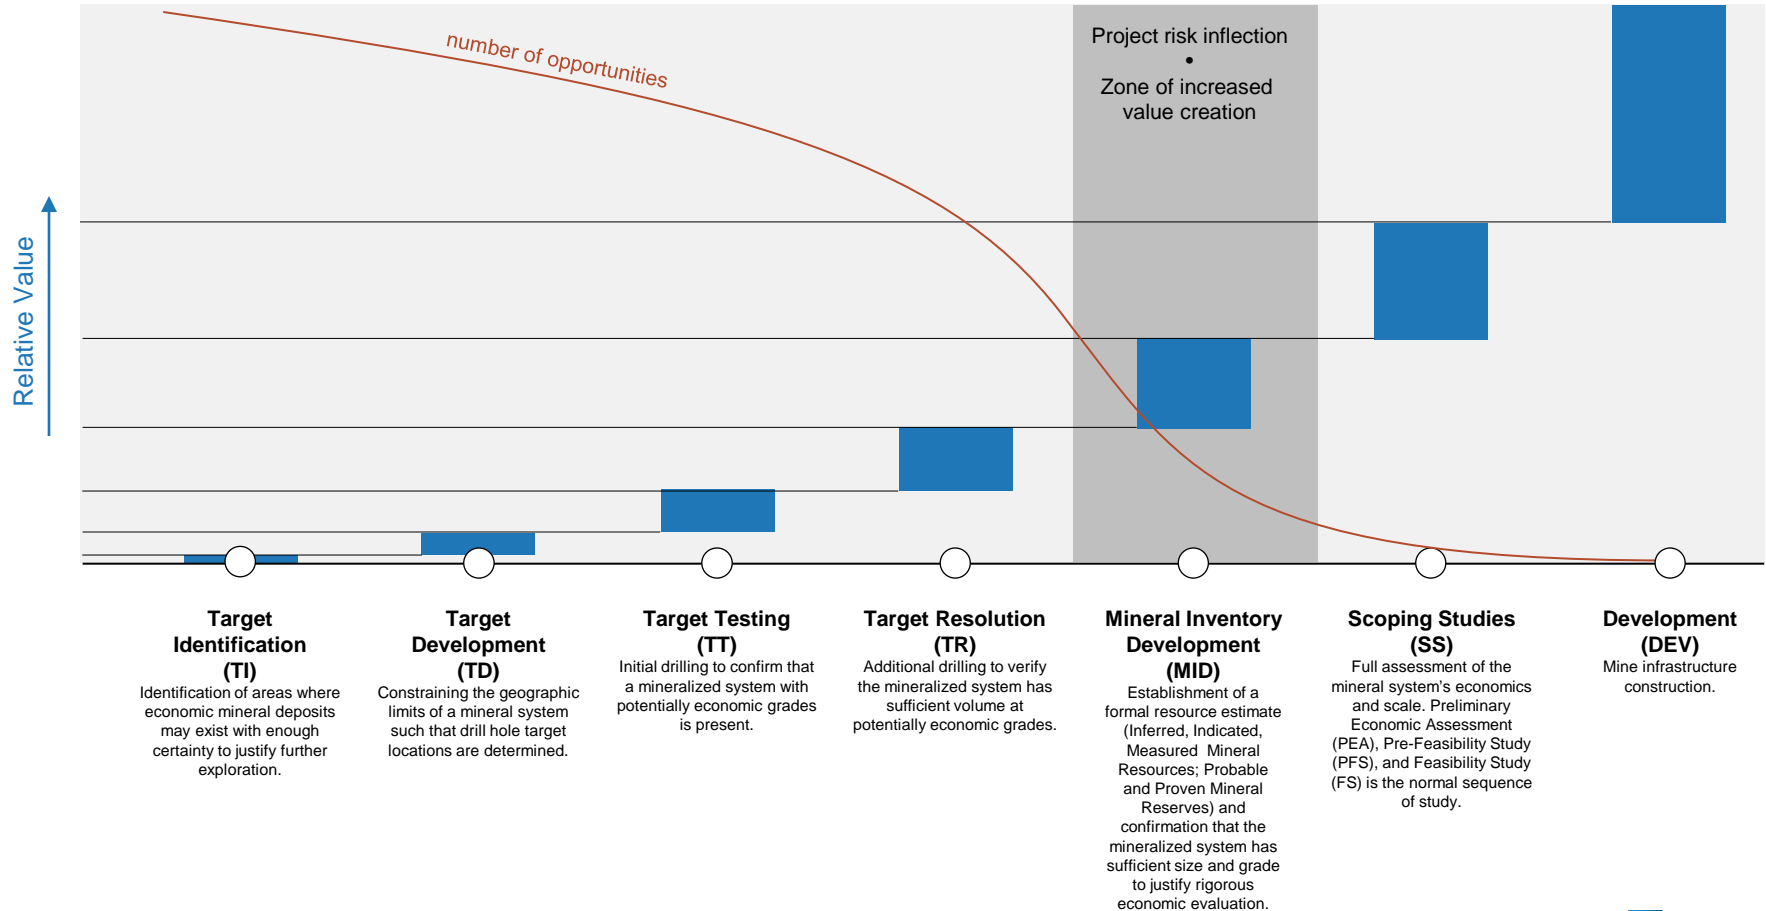 number of opportunities
Project risk inflection
•
Zone of increased
value creation
Relative Value
Target
Identification
(TI)
Identification of areas where
economic mineral deposits
may exist with enough
certainty to justify further
exploration.
Target
Development
(TD)
Constraining the geographic
limits of a mineral system
such that drill hole target
locations are determined.
Target Testing
(TT)
Initial drilling to confirm that
a mineralized system with
potentially economic grades
is present.
Target Resolution
(TR)
Additional drilling to verify
the mineralized system has
sufficient volume at
potentially economic grades.
Mineral Inventory
Development
(MID)
Establishment of a
formal resource estimate
(Inferred, Indicated,
Measured Mineral
Resources; Probable
and Proven Mineral
Reserves) and
confirmation that the
mineralized system has
sufficient size and grade
to justify rigorous
economic evaluation.
Scoping Studies
(SS)
Full assessment of the
mineral system's economics
and scale. Preliminary
Economic Assessment
(PEA), Pre-Feasibility Study
(PFS), and Feasibility Study
(FS) is the normal sequence
of study.
Development
(DEV)
Mine infrastructure
construction.